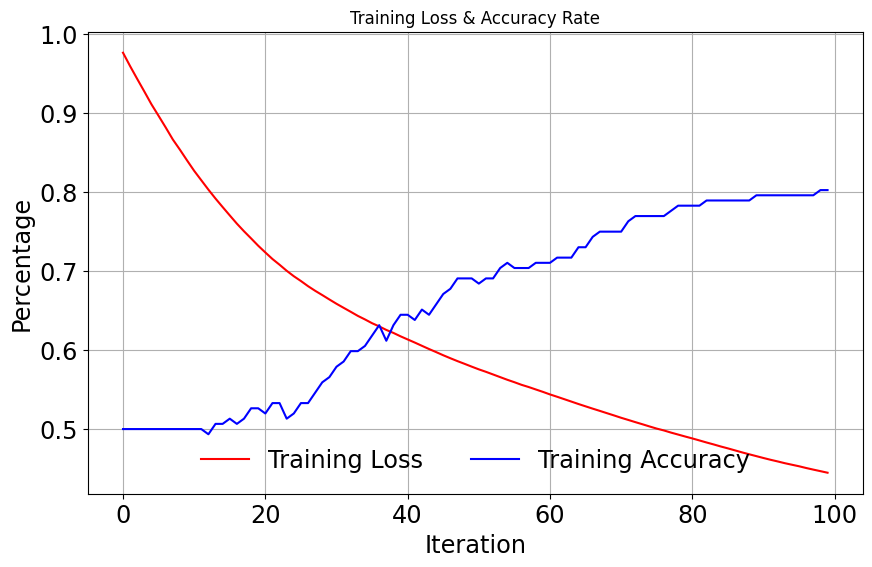 Training Loss & Accuracy Rate
1.0
0.9
0.8
0.7
0.6
0.5
Percentage
Training Loss Training Accuracy
0 20 40 60 80 100
Iteration